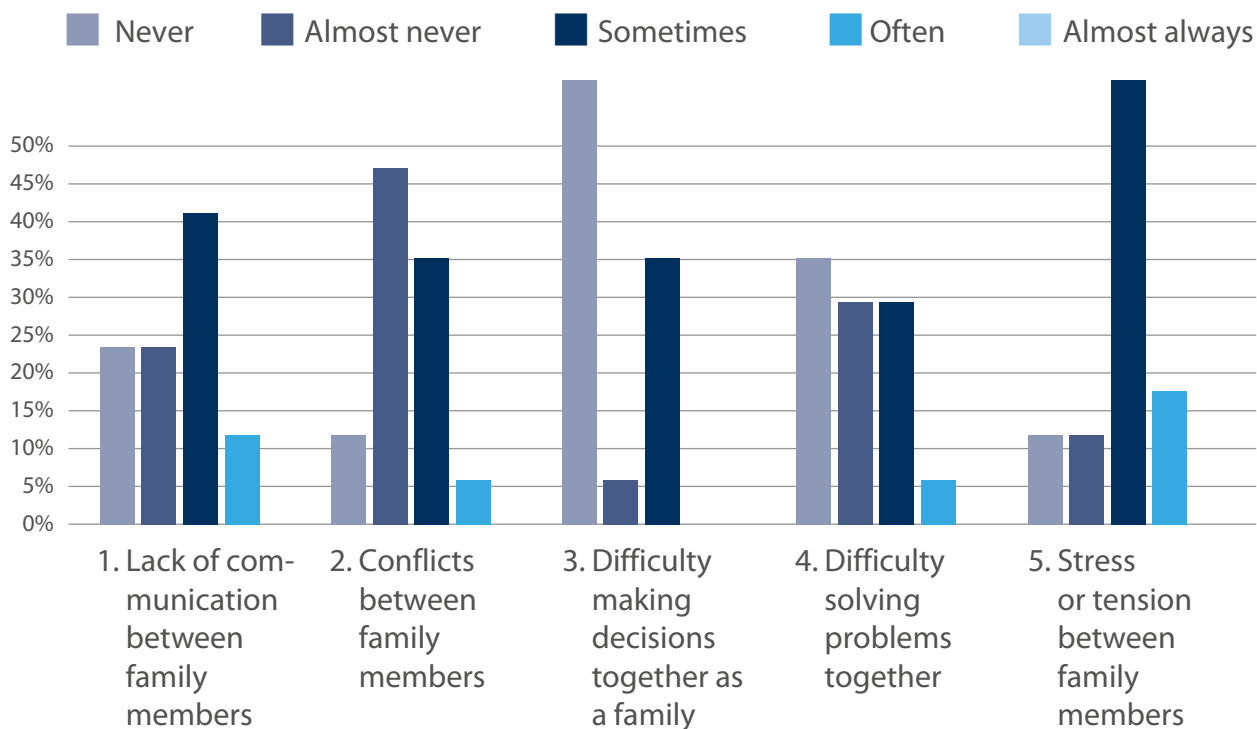 Never Almost never Sometimes Often Almost always
50%
45%
40%
35%
30%
25%
20%
15%
10%
5%
0%
1. Lack of com-
munication
between
family
members
2. Conflicts
between
family
members
3. Difficulty
making
decisions
together as
a family
4. Difficulty
solving
problems
together
5. Stress
or tension
between
family
members